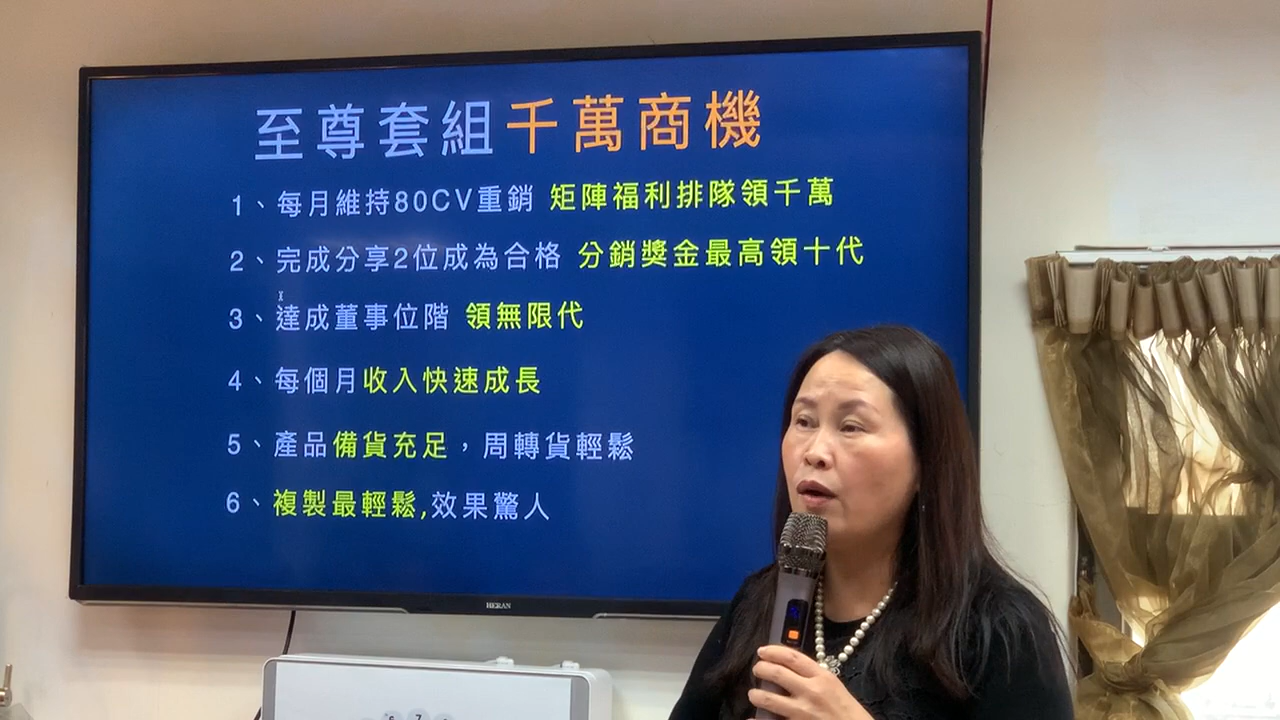 至尊套組千萬商機
1、每月維持80CV重銷 矩陣福利排隊領千萬
2、完成分享2位成為合格 分銷獎金最高領十代
3、達成董事位階 領無限代
4、每個月收入快速成長
5、產品備貨充足，周轉貨輕鬆
6、複製最輕鬆,效果驚人
HERAN